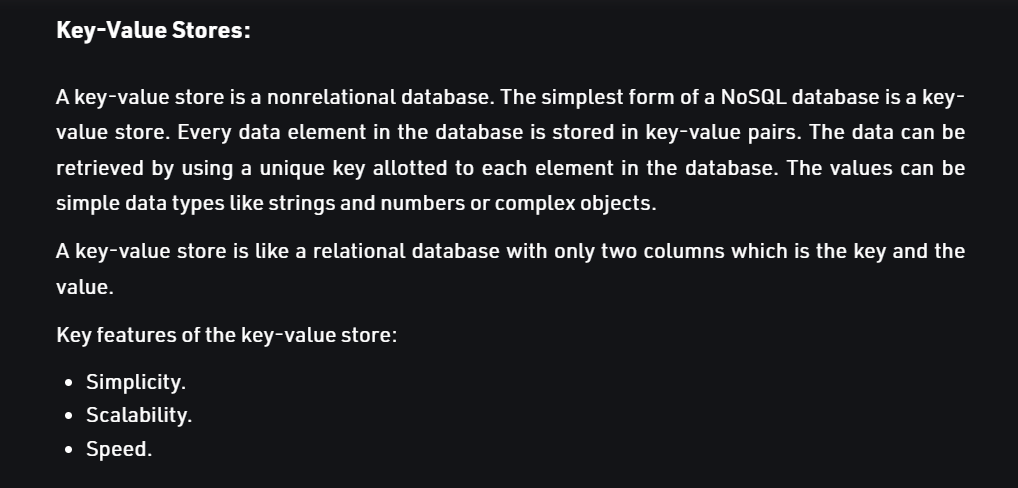 Key-Value Stores:
A key-value store is a nonrelational database. The simplest form of a NoSQL database is a key-
value store. Every data element in the database is stored in key-value pairs. The data can be
retrieved by using a unique key allotted to each element in the database. The values can be
simple data types like strings and numbers or complex objects.
A key-value store is like a relational database with only two columns which is the key and the
value.
Key features of the key-value store:
• Simplicity.
• Scalability.
• Speed.